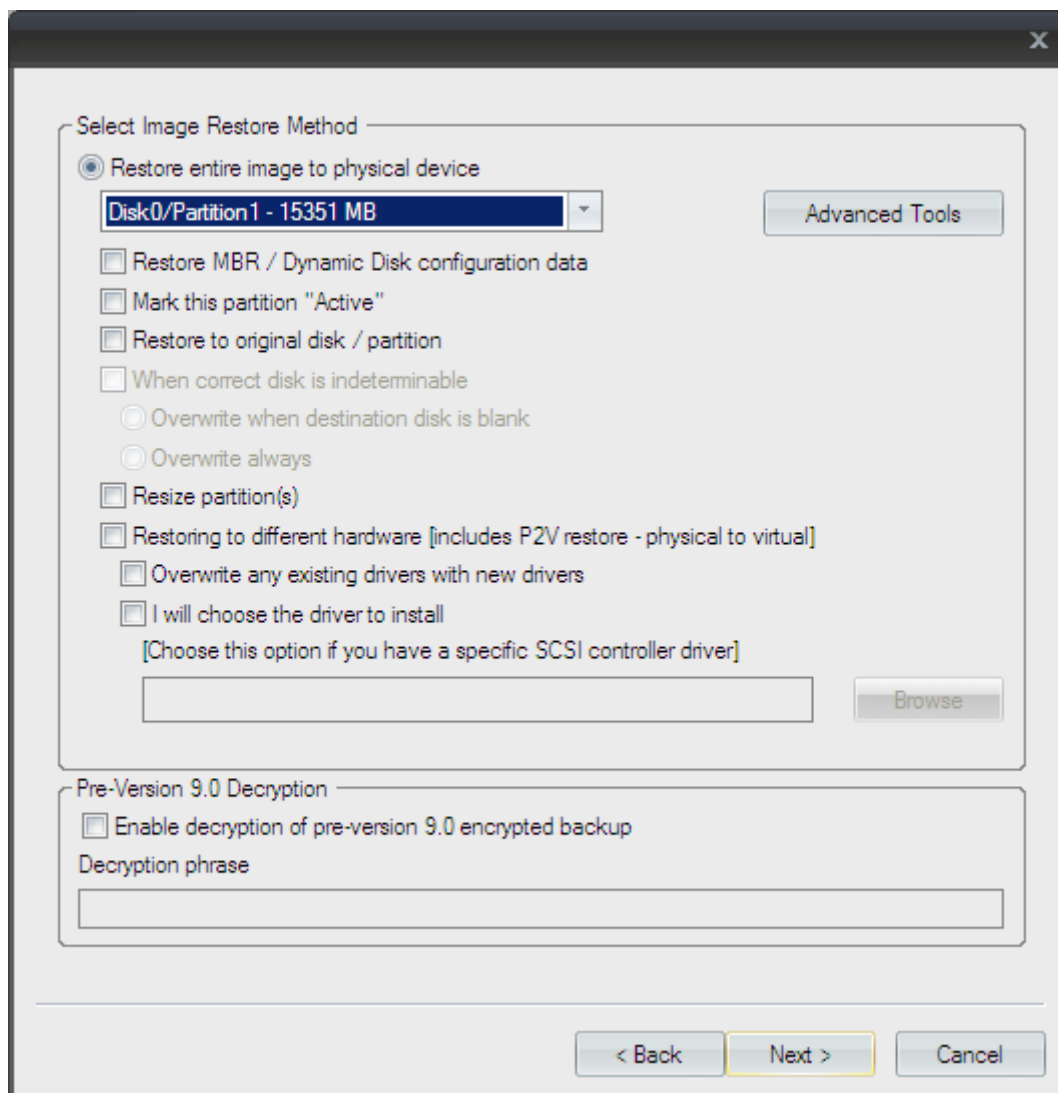 X
Select Image Restore Method
Restore entire image to physical device
Disk0/Partition1 - 15351 MB
Advanced Tools
Restore MBR / Dynamic Disk configuration data
Mark this partition "Active"
Restore to original disk / partition
When correct disk is indeterminable
Overwrite when destination disk is blank
Overwrite always
Resize partition(s)
Restoring to different hardware [includes P2V restore - physical to virtual]
Overwrite any existing drivers with new drivers
I will choose the driver to install
[Choose this option if you have a specific SCSI controller driver]
Browse
Pre-Version 9.0 Decryption
Enable decryption of pre-version 9.0 encrypted backup
Decryption phrase
< Back
Next >
Cancel